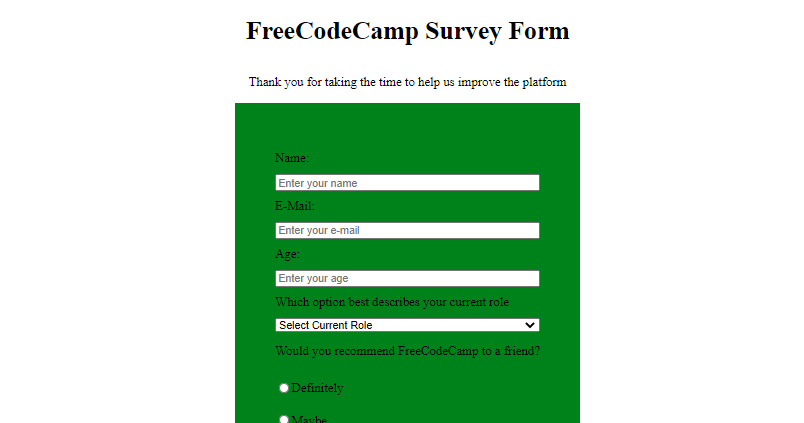 FreeCodeCamp Survey Form
Thank you for taking the time to help us improve the platform
Name:
Enter your name
E-Mail:
Enter your e-mail
Age:
Enter your age
Which option best describes your current role
Select Current Role
Would you recommend FreeCodeCamp to a friend?
Definitely
Maybe